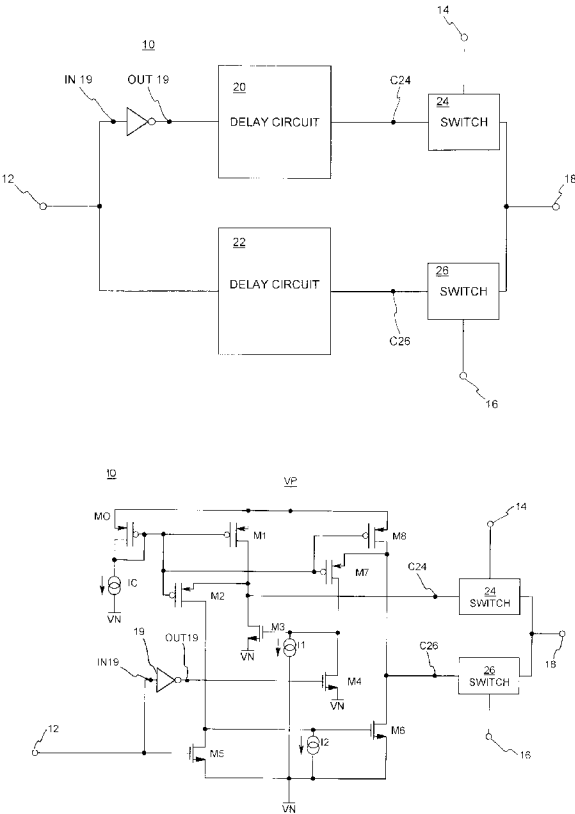 14
10
IN 19
OUT 19
C24
20
DELAY CIRCUIT
24
SWITCH
12
18
22
DELAY CIRCUIT
26
SWITCH
C26
16
10
VP
14
MO
M1
M8
M7
C24
IC
M2
24
SWITCH
VN
M3
I1
19
OUT19
VN
C26
18
IN19
M4
26
SWITCH
VN
12
M5
I2
M6
16
VN